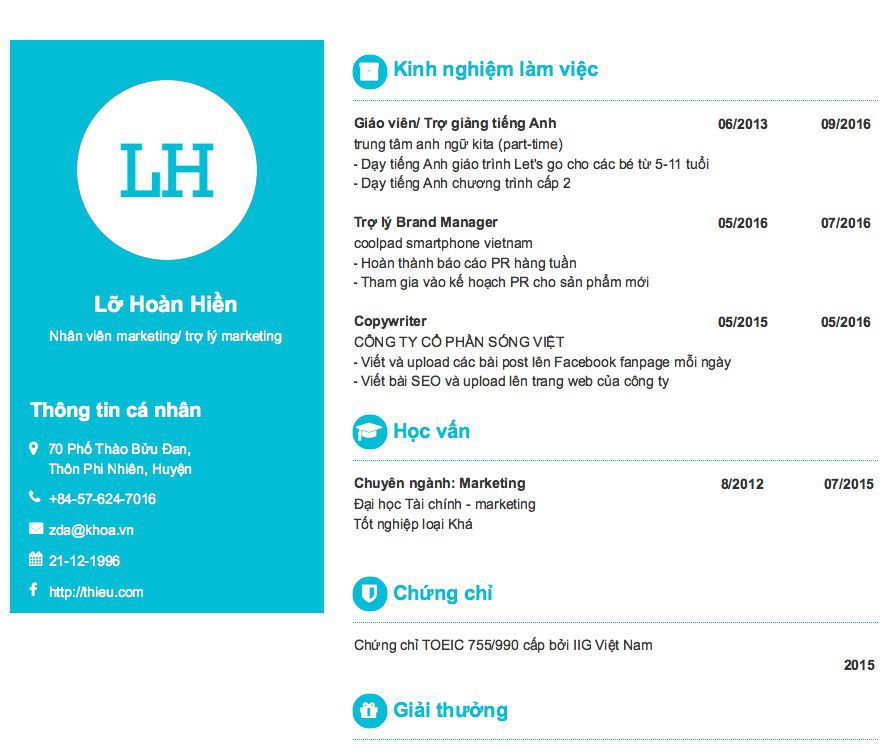 LH
Lỡ Hoàn Hiền
Nhân viên marketing/ trợ lý marketing
Thông tin cá nhân
70 Phố Thảo Bửu Đan,
Thôn Phi Nhiên, Huyện
+84-57-624-7016
zda@khoa.vn
21-12-1996
http://thieu.com
Kinh nghiệm làm việc
Giáo viên/ Trợ giảng tiếng Anh 06/2013 09/2016
trung tâm anh ngữ kita (part-time)
- Dạy tiếng Anh giáo trình Let's go cho các bé từ 5-11 tuổi
- Dạy tiếng Anh chương trình cấp 2
Trợ lý Brand Manager 05/2016 07/2016
coolpad smartphone vietnam
- Hoàn thành báo cáo PR hàng tuần
- Tham gia vào kế hoạch PR cho sản phẩm mới
Copywriter 05/2015 05/2016
CÔNG TY CỔ PHẦN SÓNG VIỆT
- Viết và upload các bài post lên Facebook fanpage mỗi ngày
- Viết bài SEO và upload lên trang web của công ty
Học vấn
Chuyên ngành: Marketing 8/2012 07/2015
Đại học Tài chính - marketing
Tốt nghiệp loại Khá
Chứng chỉ
Chứng chỉ TOEIC 755/990 cấp bởi IIG Việt Nam
2015
Giải thưởng